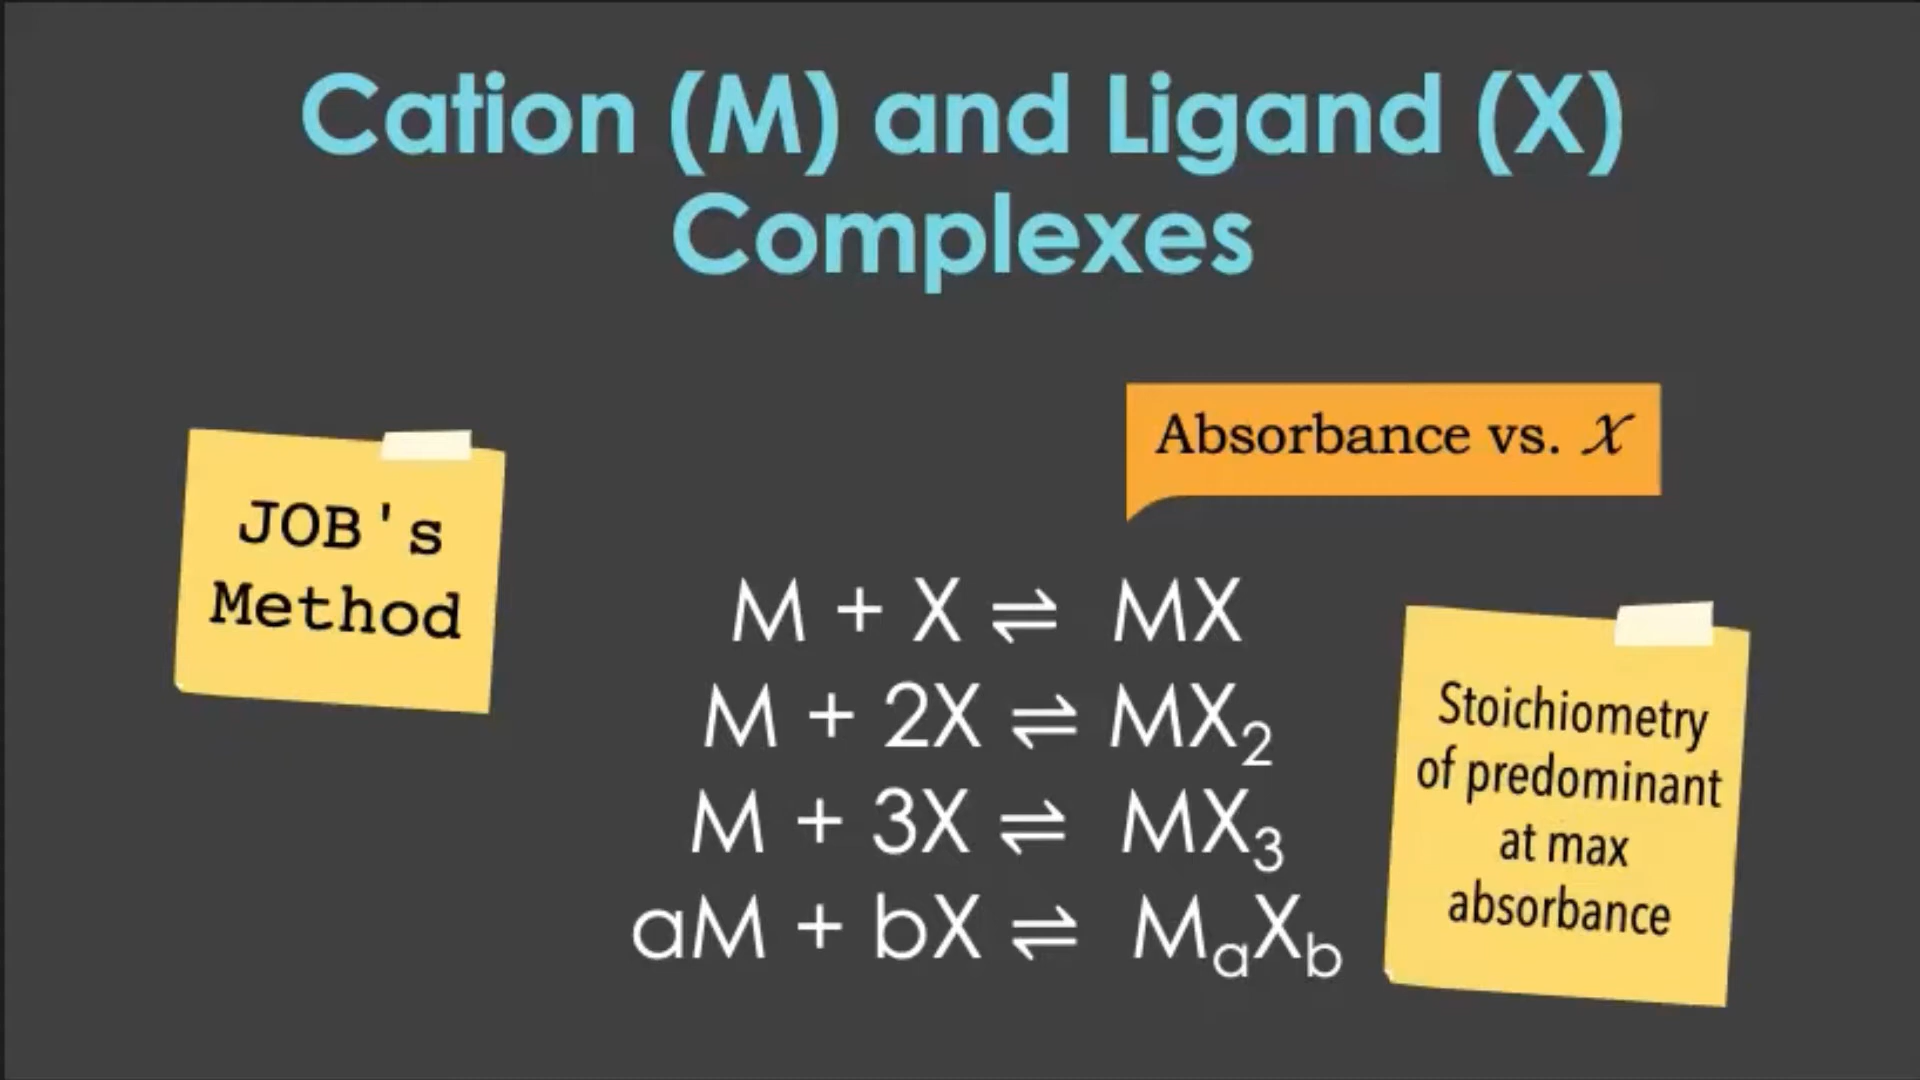 Cation (M) and Ligand (X)
Complexes
JOB's
Method
Absorbance vs. 𝒳
M + X ⇌ MX
M + 2X ⇌ MX₂
M + 3X ⇌ MX₃
aM + bX ⇌ MₐX_b
Stoichiometry
of predominant
at max
absorbance